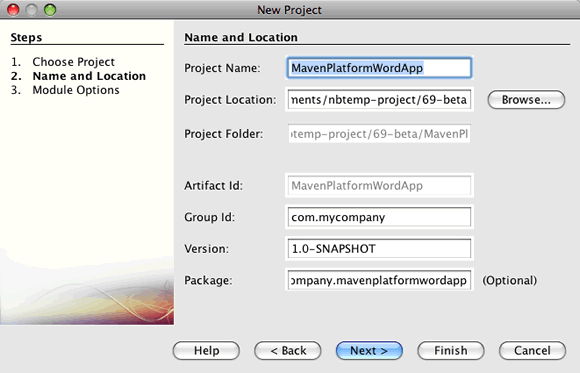 New Project
Steps
1. Choose Project
2. Name and Location
3. Module Options
Name and Location
Project Name: MavenPlatformWordApp
Project Location: ments/nbtemp-project/69-beta Browse...
Project Folder: temp-project/69-beta/MavenPl
Artifact Id: MavenPlatformWordApp
Group Id: com.mycompany
Version: 1.0-SNAPSHOT
Package: ompany.mavenplatformwordapp (Optional)
Help < Back Next > Finish Cancel